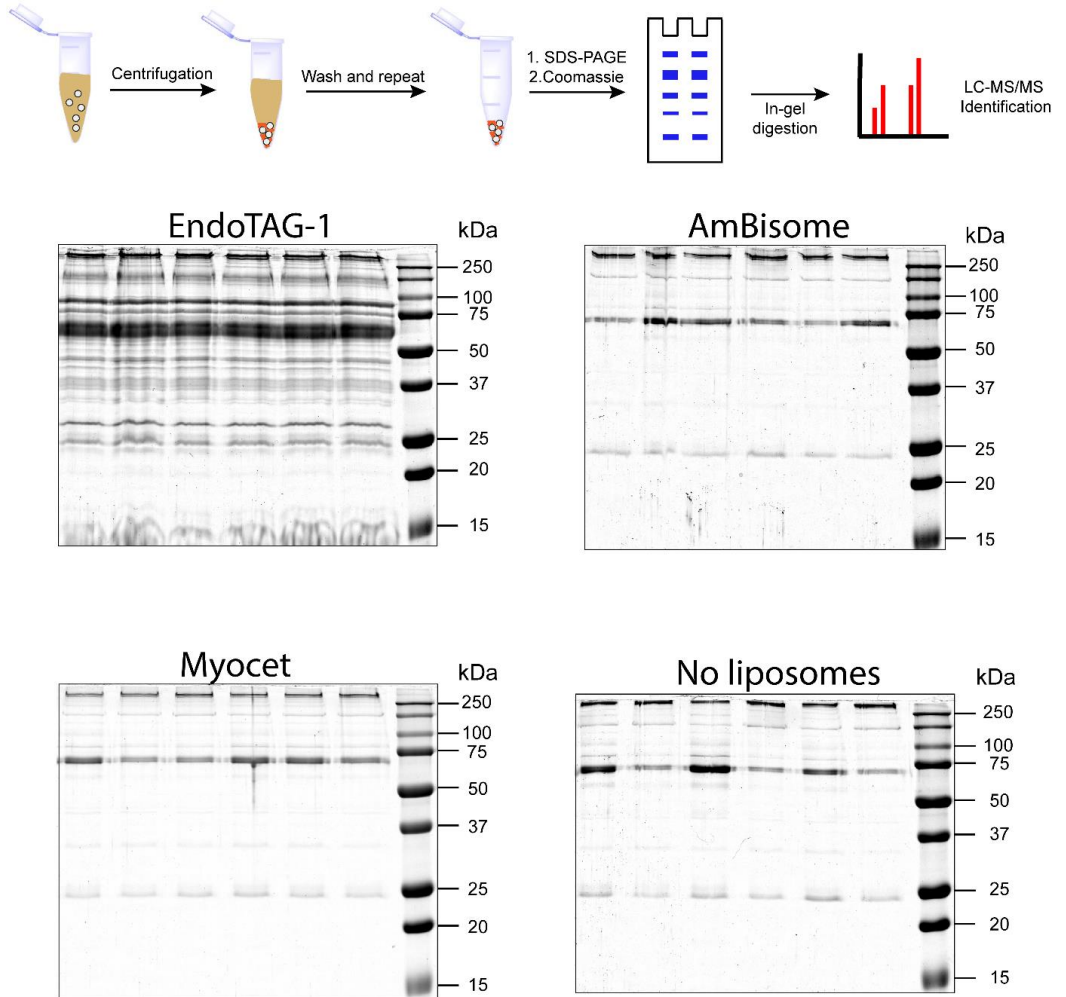 Centrifugation
Wash and repeat
1. SDS-PAGE
2.Coomassie
In-gel
digestion
LC-MS/MS
Identification
EndoTAG-1
kDa
250
100
75
50
37
25
20
15
AmBisome
kDa
250
100
75
50
37
25
20
15
Myocet
kDa
250
100
75
50
37
25
20
15
No liposomes
kDa
250
100
75
50
37
25
20
15